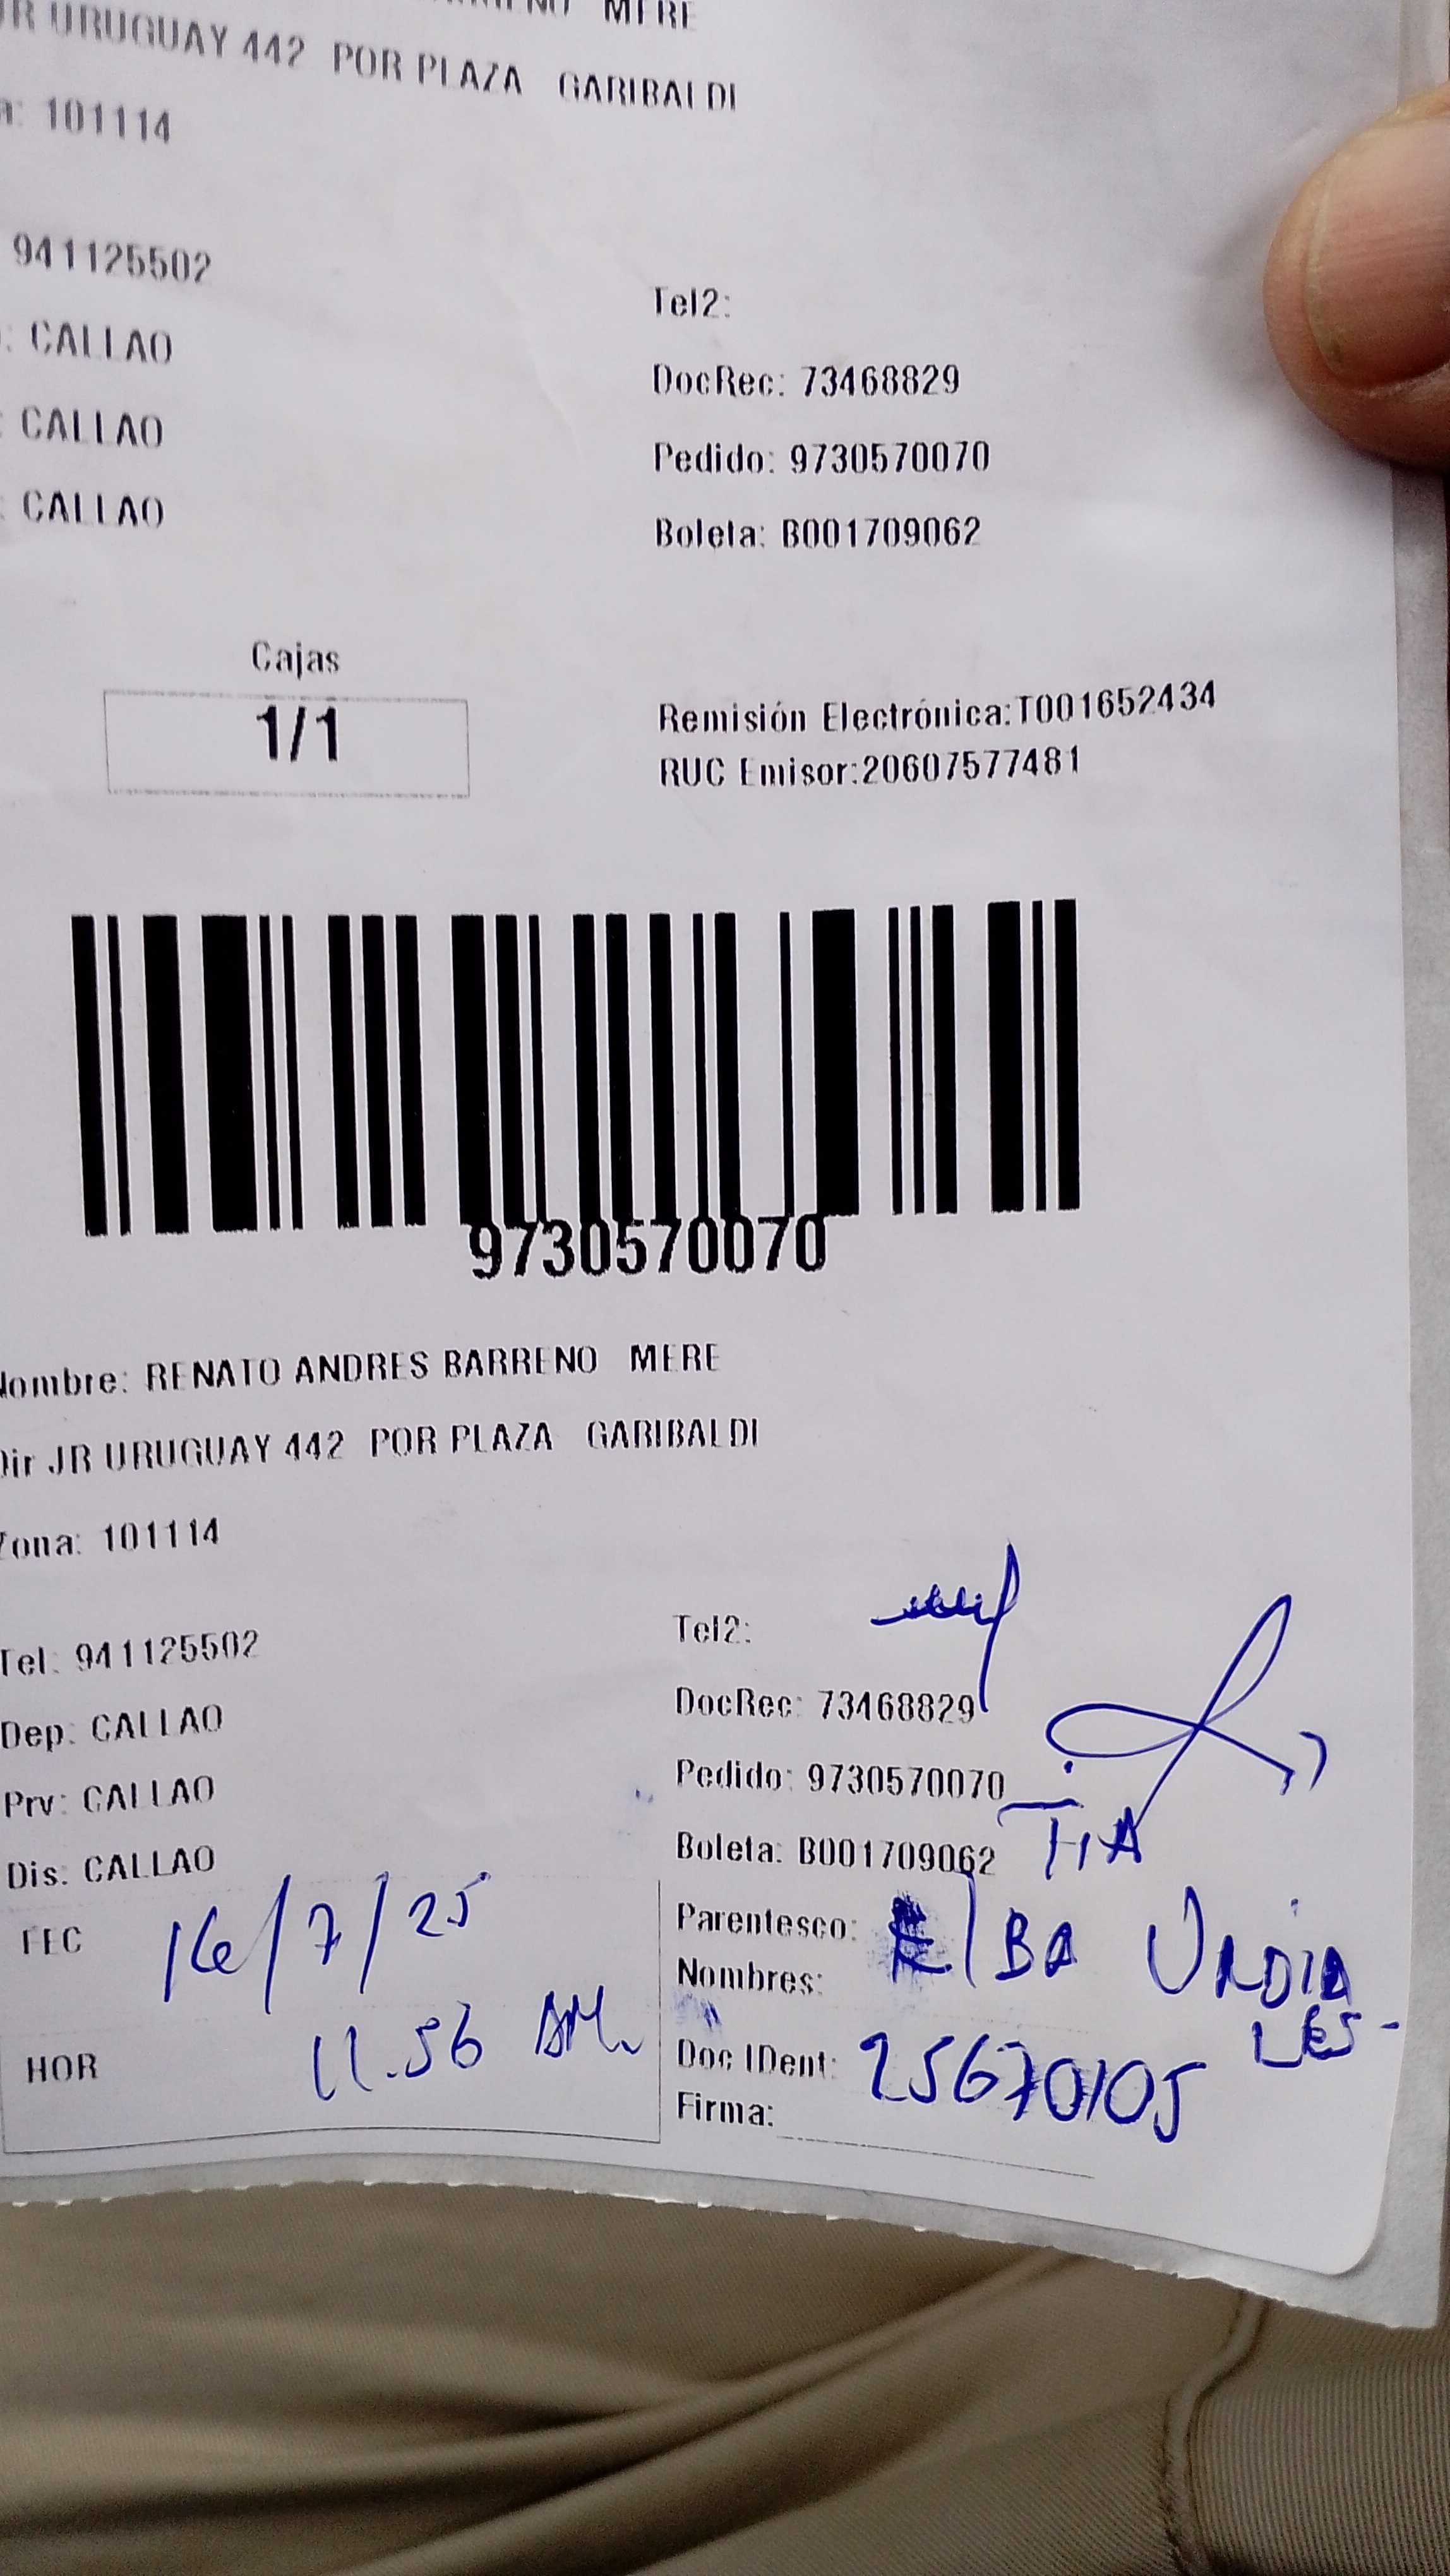 MERE
JR URUGUAY 442 POR PLAZA GARIBALDI
a: 101114
941125502
Tel2:
: CALLAO
DocRec: 73468829
: CALLAO
Pedido: 9730570070
: CALLAO
Boleta: B001709062
Cajas
1/1
Remisión Electrónica:T001652434
RUC Emisor:20607577481
9730570070
Nombre: RENATO ANDRES BARRENO MERE
Dir JR URUGUAY 442 POR PLAZA GARIBALDI
Zona: 101114
Tel: 941125502
Tel2:
Dep: CALLAO
DocRec: 73468829
Prv: CALLAO
Pedido: 9730570070
Dis: CALLAO
Boleta: B001709062
TIA
FEC 16/7/25
Parentesco: ElBA URDIA
LES-
Nombres:
HOR 11.56 AM.
Doc IDent: 25670105
Firma: